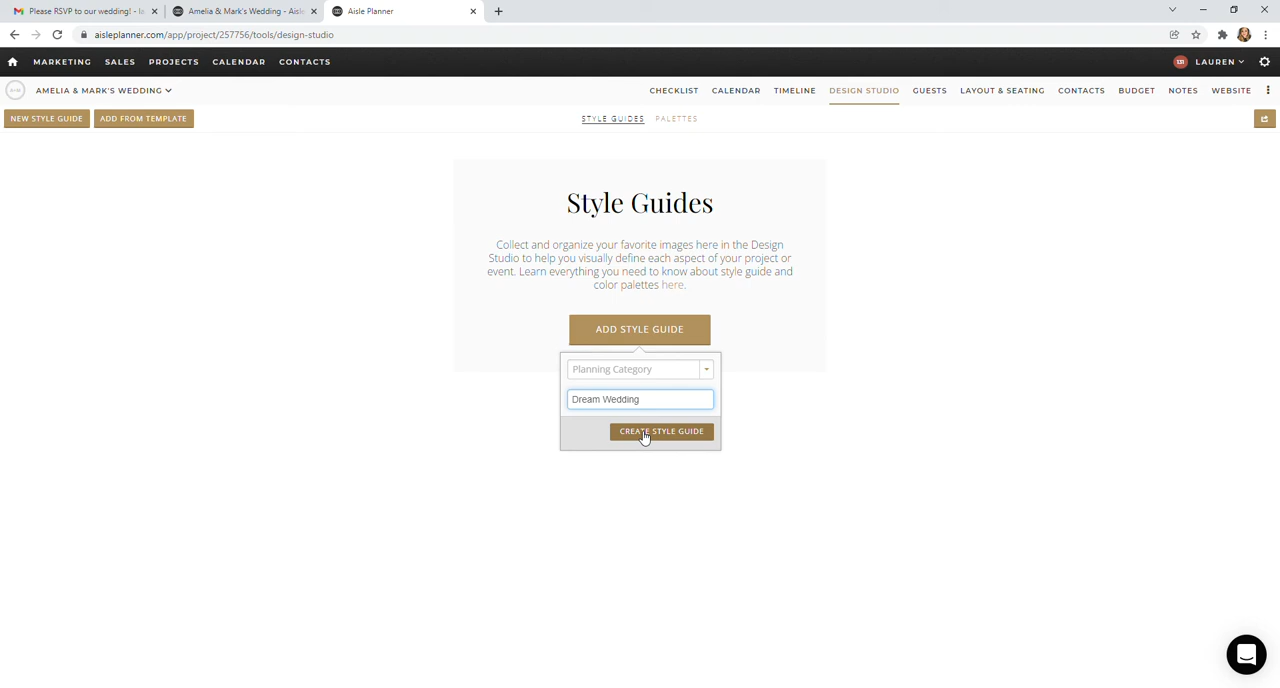 Please RSVP to our wedding! - la
Amelia & Mark's Wedding - Aisle
Aisle Planner
aisleplanner.com/app/project/257756/tools/design-studio
MARKETING SALES PROJECTS CALENDAR CONTACTS
LAUREN
AMELIA & MARK'S WEDDING
CHECKLIST CALENDAR TIMELINE DESIGN STUDIO GUESTS LAYOUT & SEATING CONTACTS BUDGET NOTES WEBSITE
NEW STYLE GUIDE ADD FROM TEMPLATE
STYLE GUIDES PALETTES
Style Guides
Collect and organize your favorite images here in the Design
Studio to help you visually define each aspect of your project or
event. Learn everything you need to know about style guide and
color palettes here.
ADD STYLE GUIDE
Planning Category
Dream Wedding
CREATE STYLE GUIDE